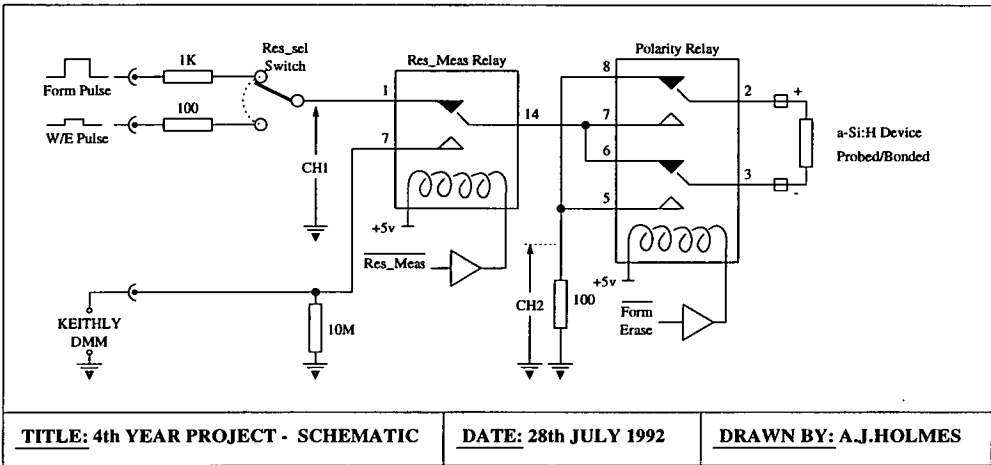 Res_sel
Switch
1K
Form Pulse
100
W/E Pulse
CH1
Res_Meas Relay
1
7
14
+5v
Res_Meas
KEITHLY
DMM
10M
Polarity Relay
8
7
6
5
2
3
+
-
a-Si:H Device
Probed/Bonded
+5v
CH2
100
Form
Erase
TITLE: 4th YEAR PROJECT - SCHEMATIC
DATE: 28th JULY 1992
DRAWN BY: A.J.HOLMES